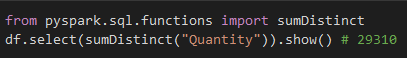 from pyspark.sql.functions import sumDistinct
df.select(sumDistinct("Quantity")).show() # 29310